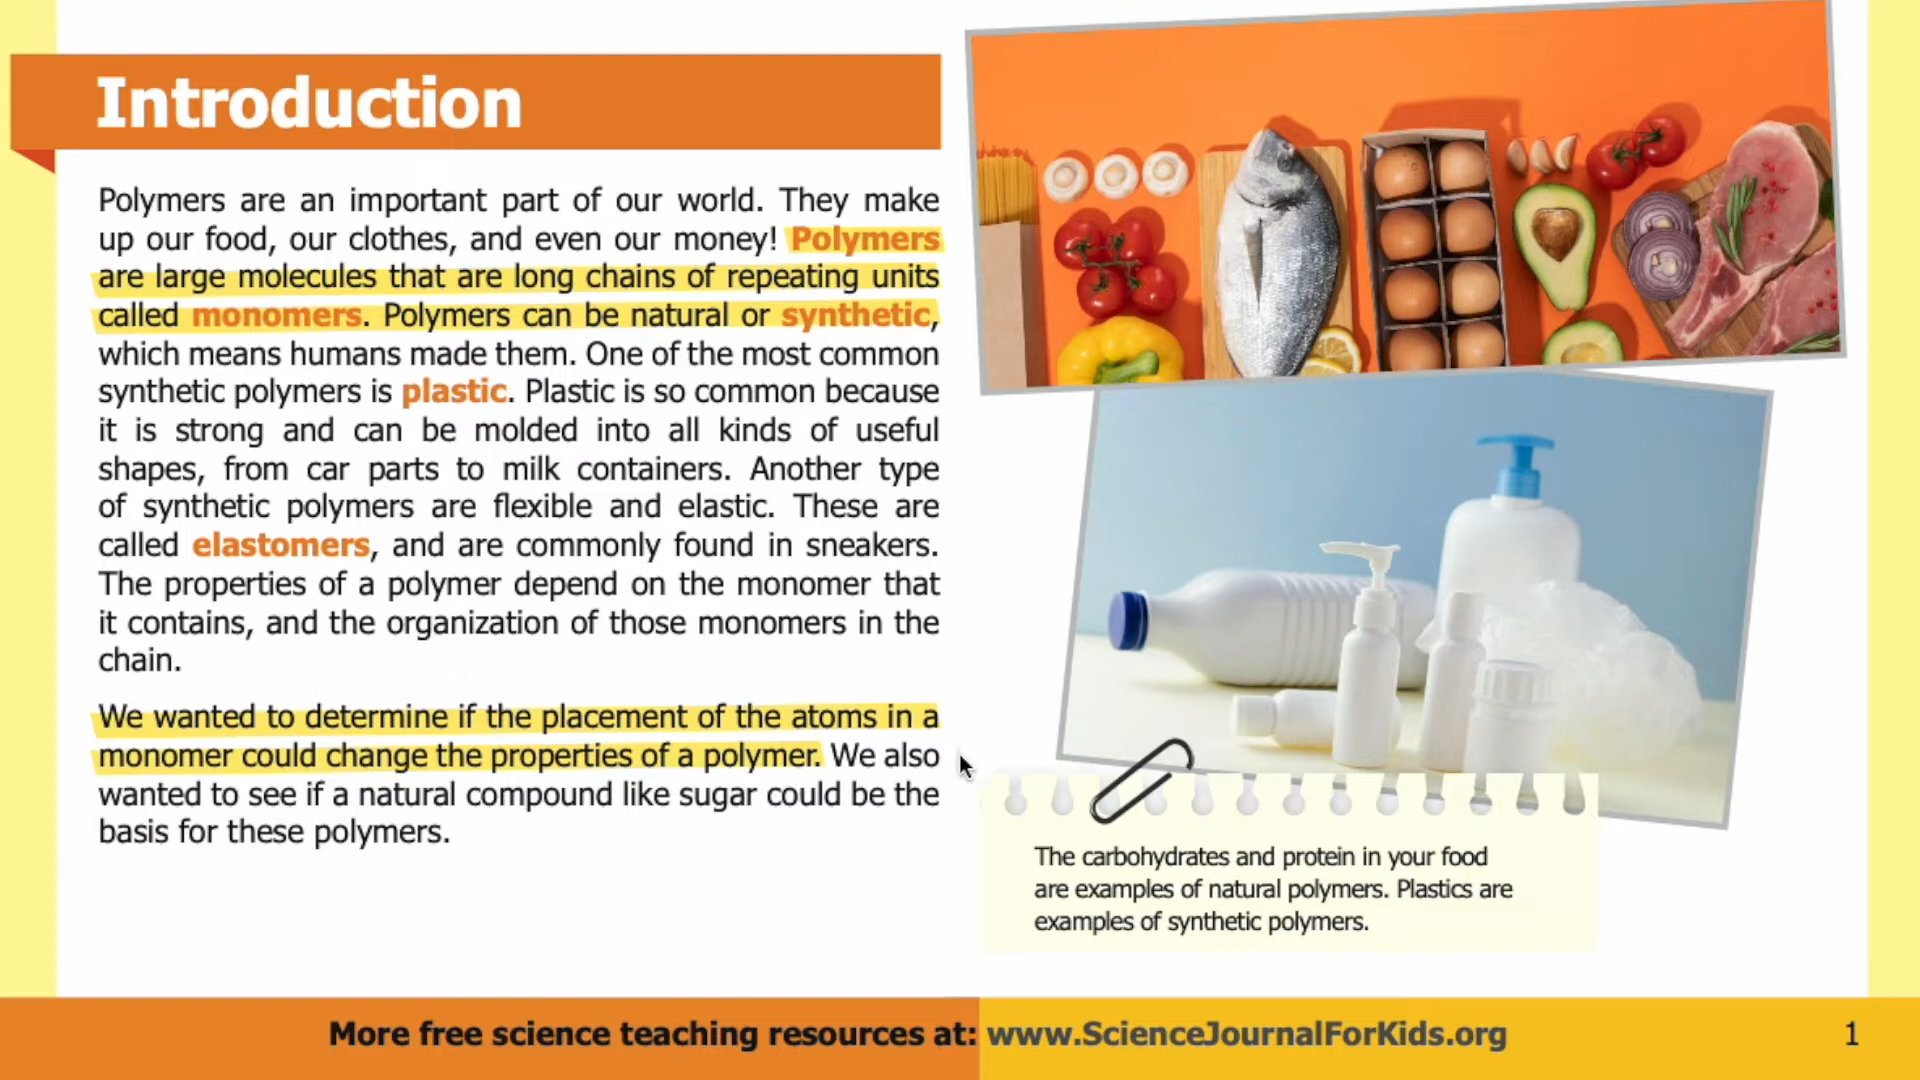 Introduction
Polymers are an important part of our world. They make
up our food, our clothes, and even our money! Polymers
are large molecules that are long chains of repeating units
called monomers. Polymers can be natural or synthetic,
which means humans made them. One of the most common
synthetic polymers is plastic. Plastic is so common because
it is strong and can be molded into all kinds of useful
shapes, from car parts to milk containers. Another type
of synthetic polymers are flexible and elastic. These are
called elastomers, and are commonly found in sneakers.
The properties of a polymer depend on the monomer that
it contains, and the organization of those monomers in the
chain.
We wanted to determine if the placement of the atoms in a
monomer could change the properties of a polymer. We also
wanted to see if a natural compound like sugar could be the
basis for these polymers.
The carbohydrates and protein in your food
are examples of natural polymers. Plastics are
examples of synthetic polymers.
More free science teaching resources at: www.ScienceJournalForKids.org
1